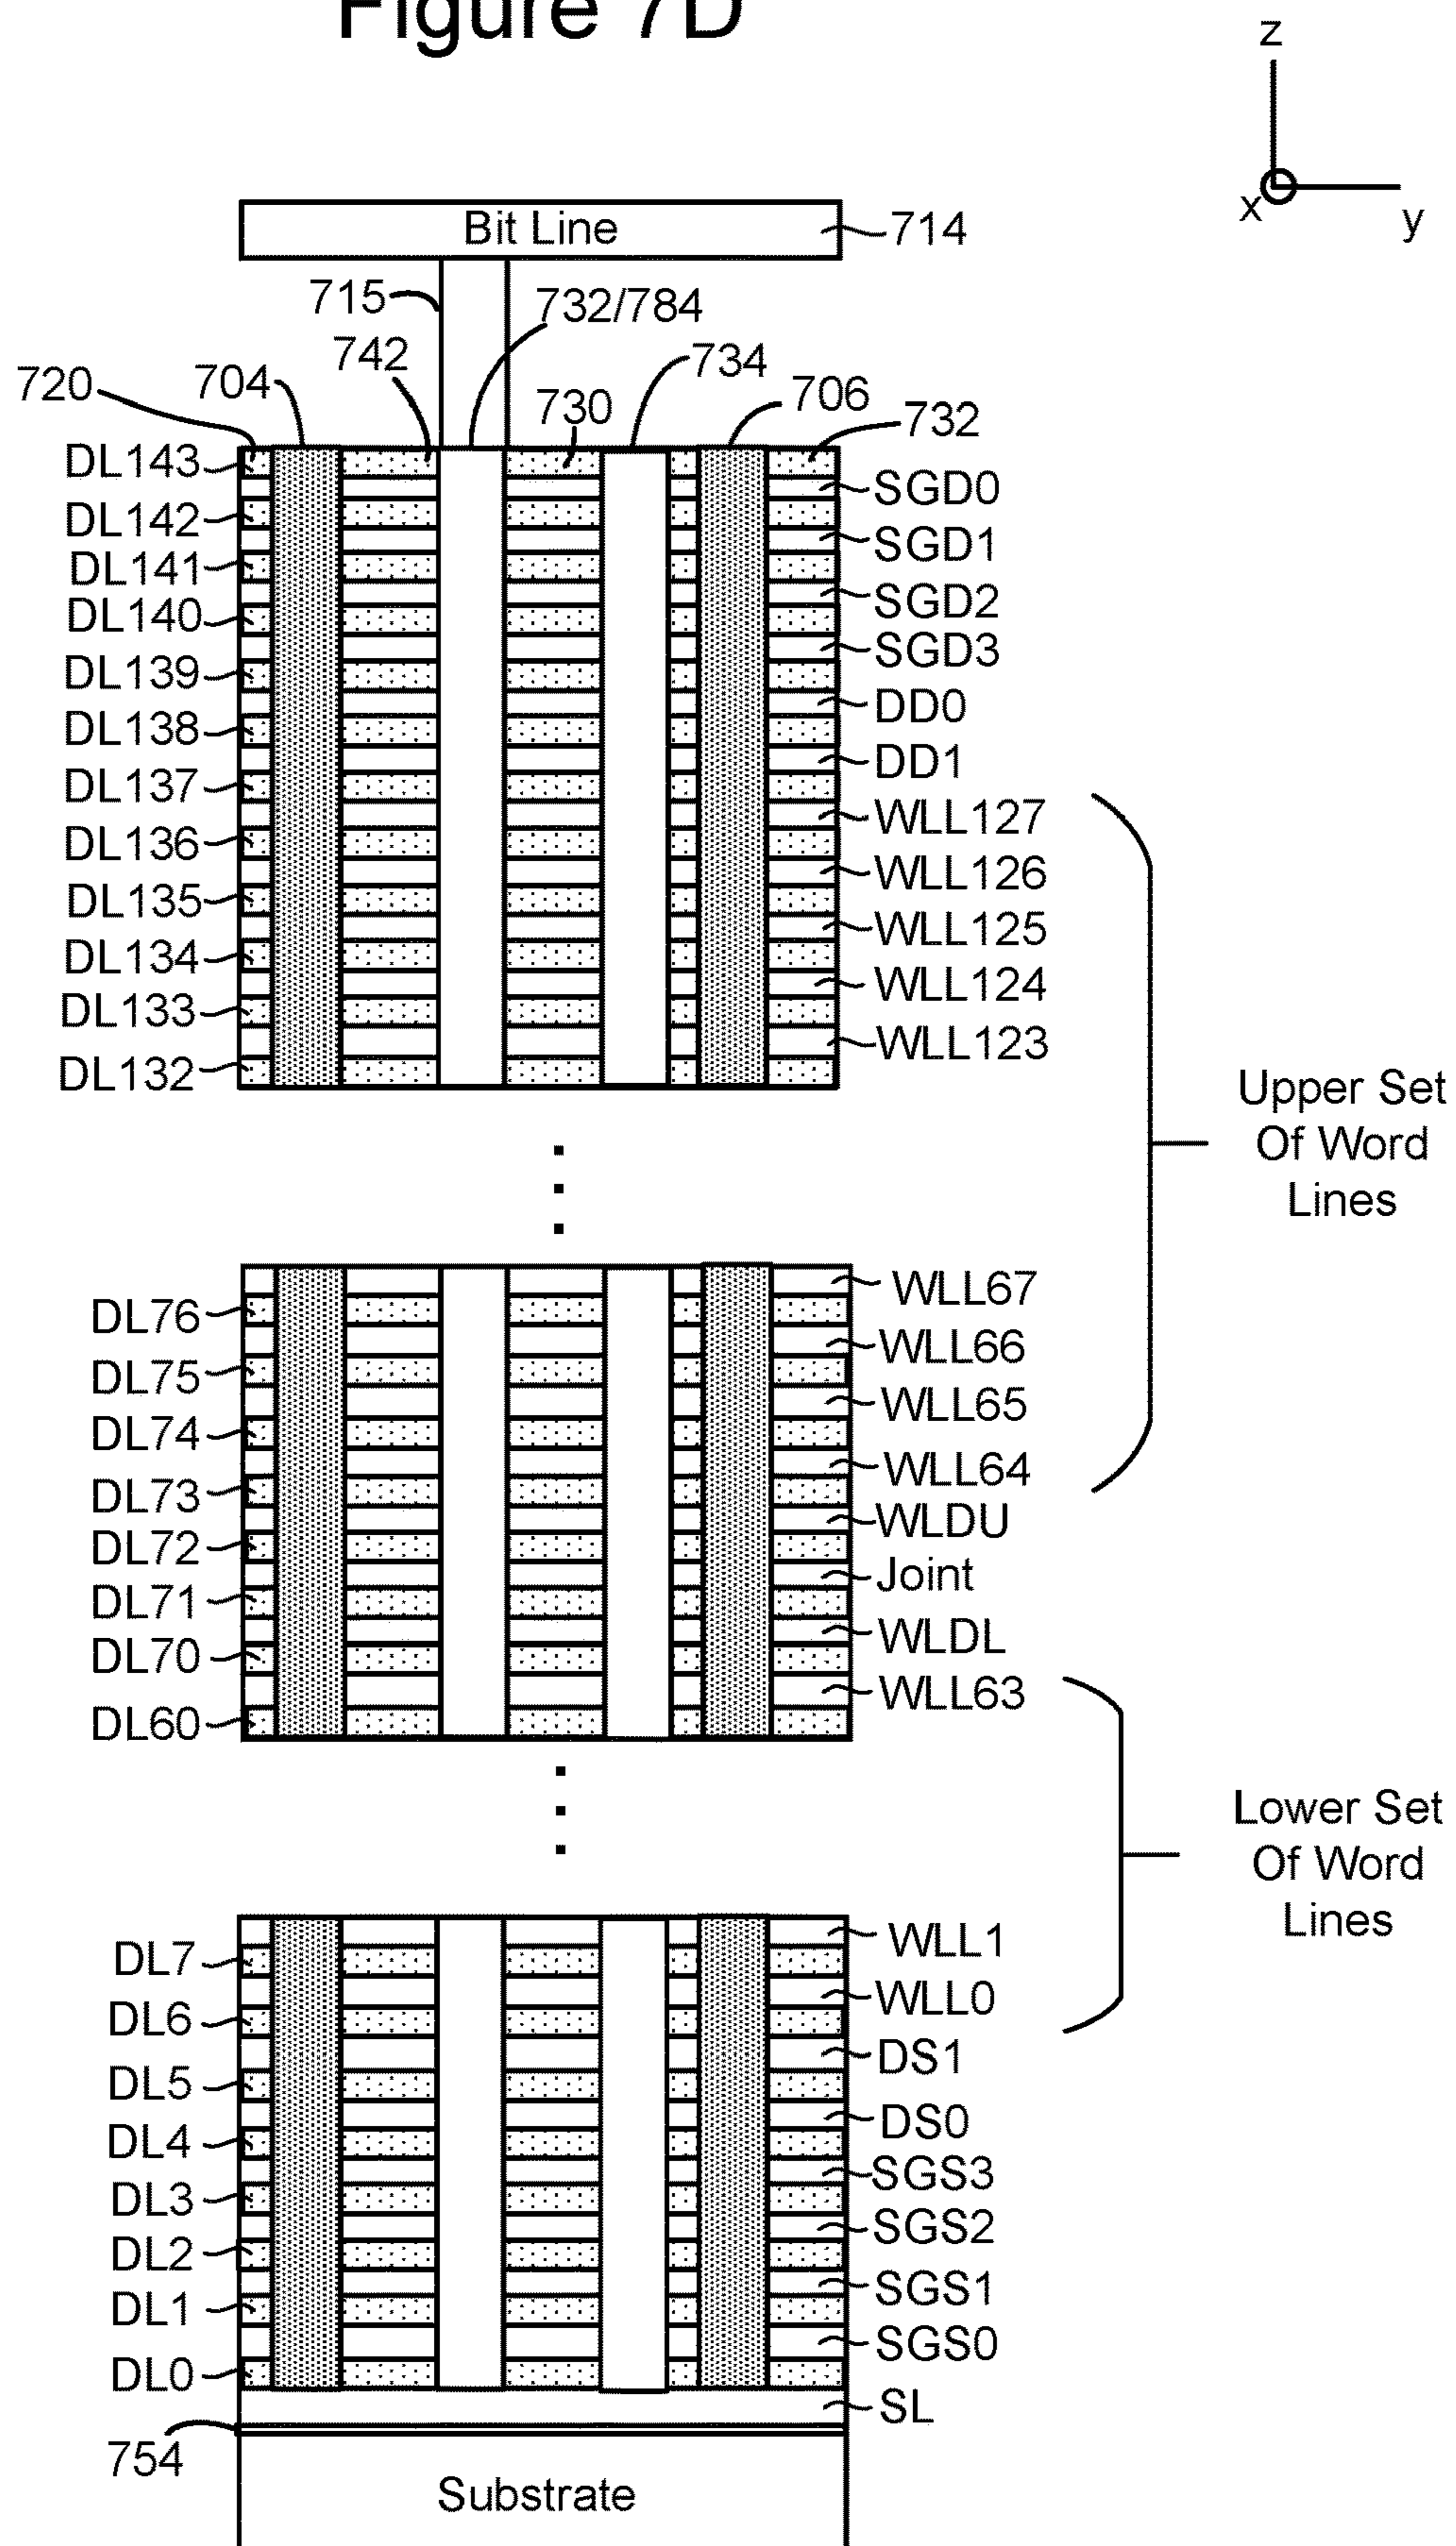 Figure 7D
z
x
y
Bit Line
714
715
732/784
742
734
720
704
730
706
732
DL143
SGD0
DL142
SGD1
DL141
SGD2
DL140
SGD3
DL139
DD0
DL138
DD1
DL137
WLL127
DL136
WLL126
DL135
WLL125
DL134
WLL124
DL133
WLL123
DL132
Upper Set
Of Word
Lines
WLL67
DL76
WLL66
DL75
WLL65
DL74
WLL64
DL73
WLDU
DL72
Joint
DL71
WLDL
DL70
WLL63
DL60
Lower Set
Of Word
Lines
WLL1
DL7
WLL0
DL6
DS1
DL5
DS0
DL4
SGS3
DL3
SGS2
DL2
SGS1
DL1
SGS0
DL0
SL
754
Substrate